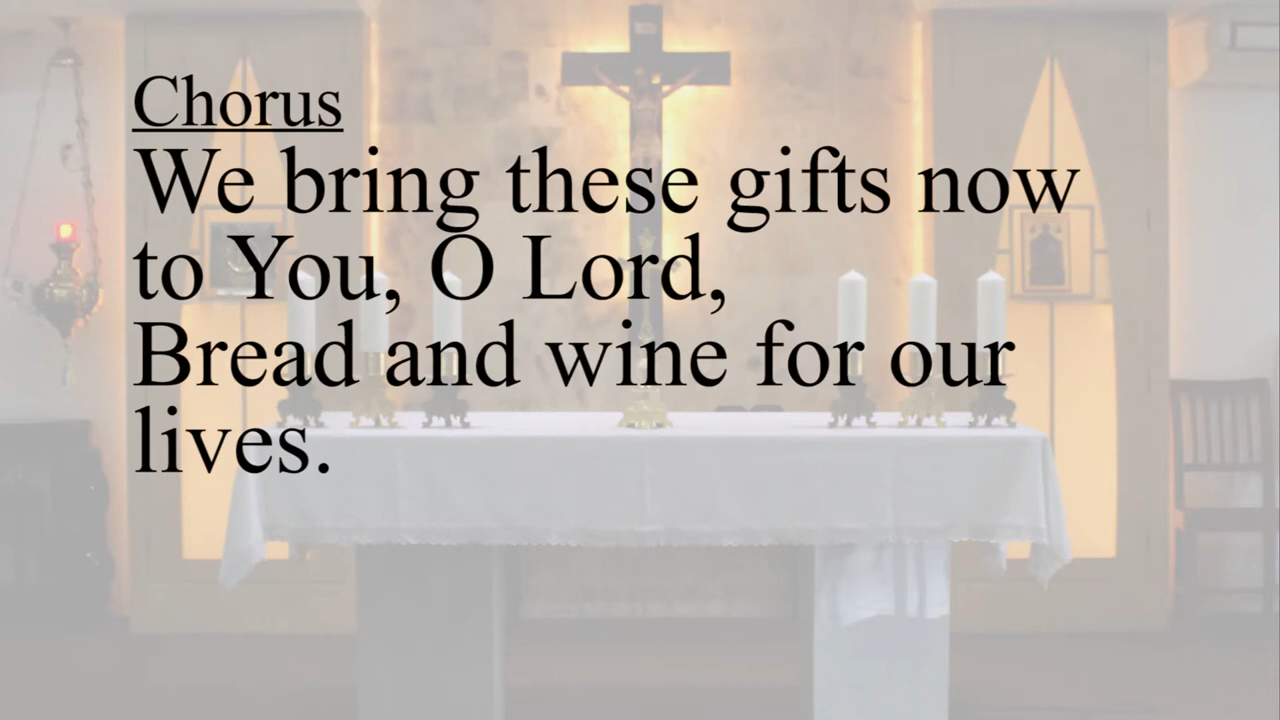 Chorus
We bring these gifts now
to You, O Lord,
Bread and wine for our
lives.